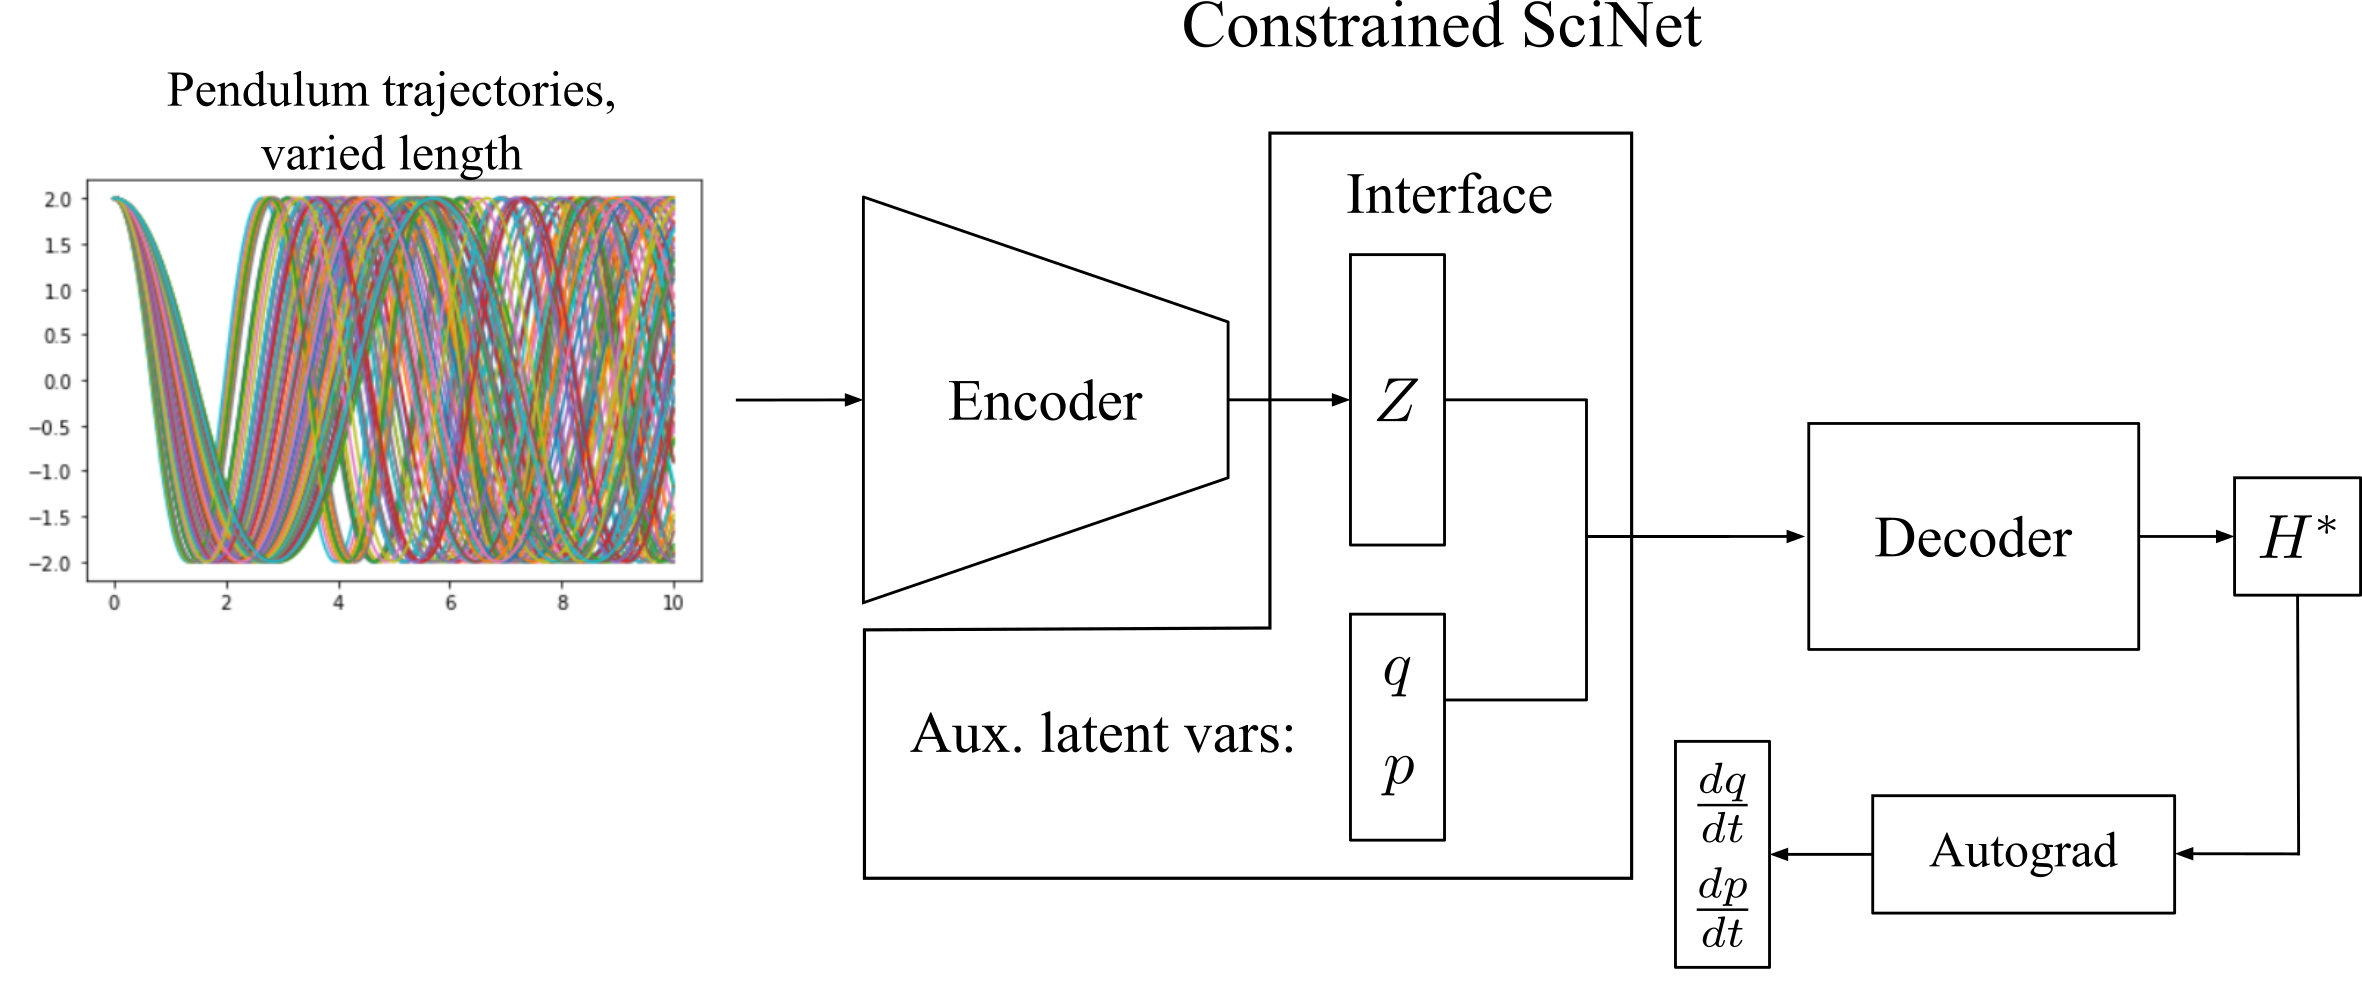 Constrained SciNet
Pendulum trajectories,
varied length
2.0
1.5
1.0
0.5
0.0
−0.5
−1.0
−1.5
−2.0
0 2 4 6 8 10
Encoder
Interface
Z
Aux. latent vars:
q
p
Decoder
H*
Autograd
dq
dt
dp
dt